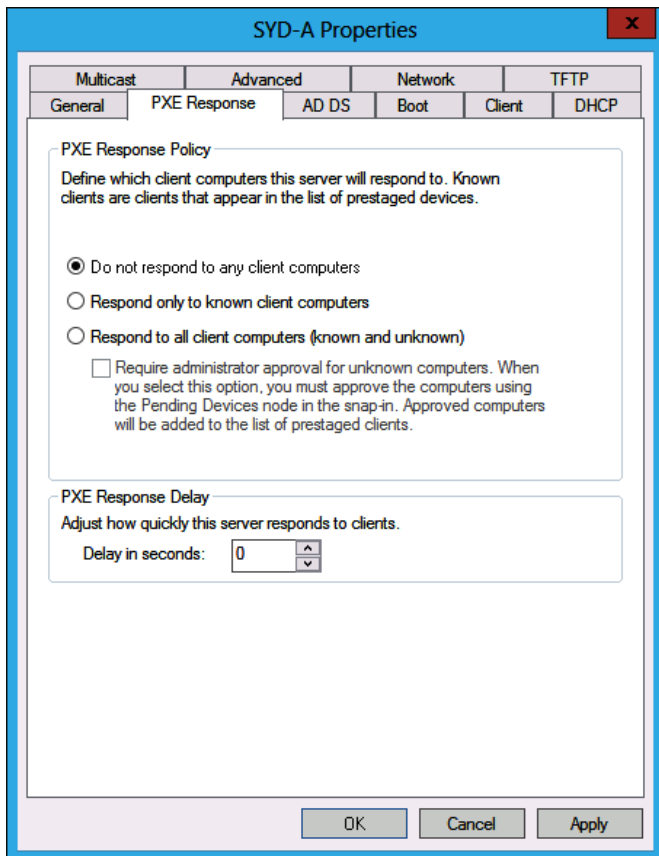 SYD-A Properties
x
Multicast Advanced Network TFTP
General PXE Response AD DS Boot Client DHCP
PXE Response Policy
Define which client computers this server will respond to. Known
clients are clients that appear in the list of prestaged devices.
Do not respond to any client computers
Respond only to known client computers
Respond to all client computers (known and unknown)
Require administrator approval for unknown computers. When
you select this option, you must approve the computers using
the Pending Devices node in the snap-in. Approved computers
will be added to the list of prestaged clients.
PXE Response Delay
Adjust how quickly this server responds to clients.
Delay in seconds: 0
OK Cancel Apply